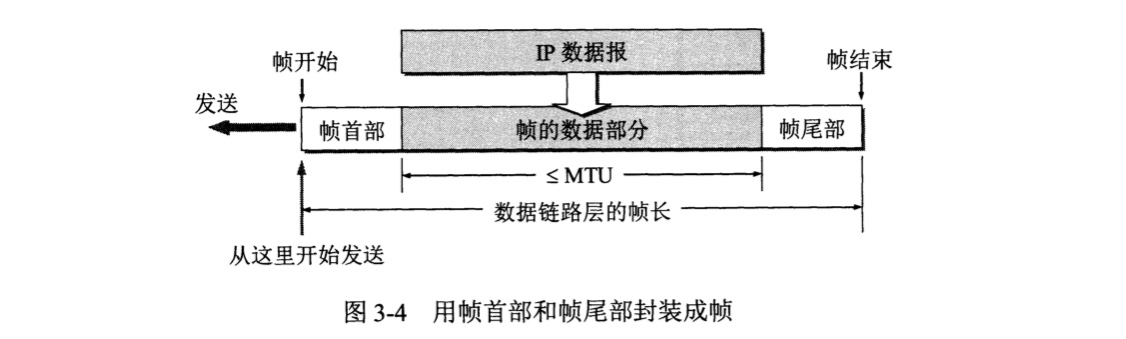 IP 数据报
帧开始
帧结束
发送
帧首部
帧的数据部分
帧尾部
≤ MTU
数据链路层的帧长
从这里开始发送
图 3-4 用帧首部和帧尾部封装成帧